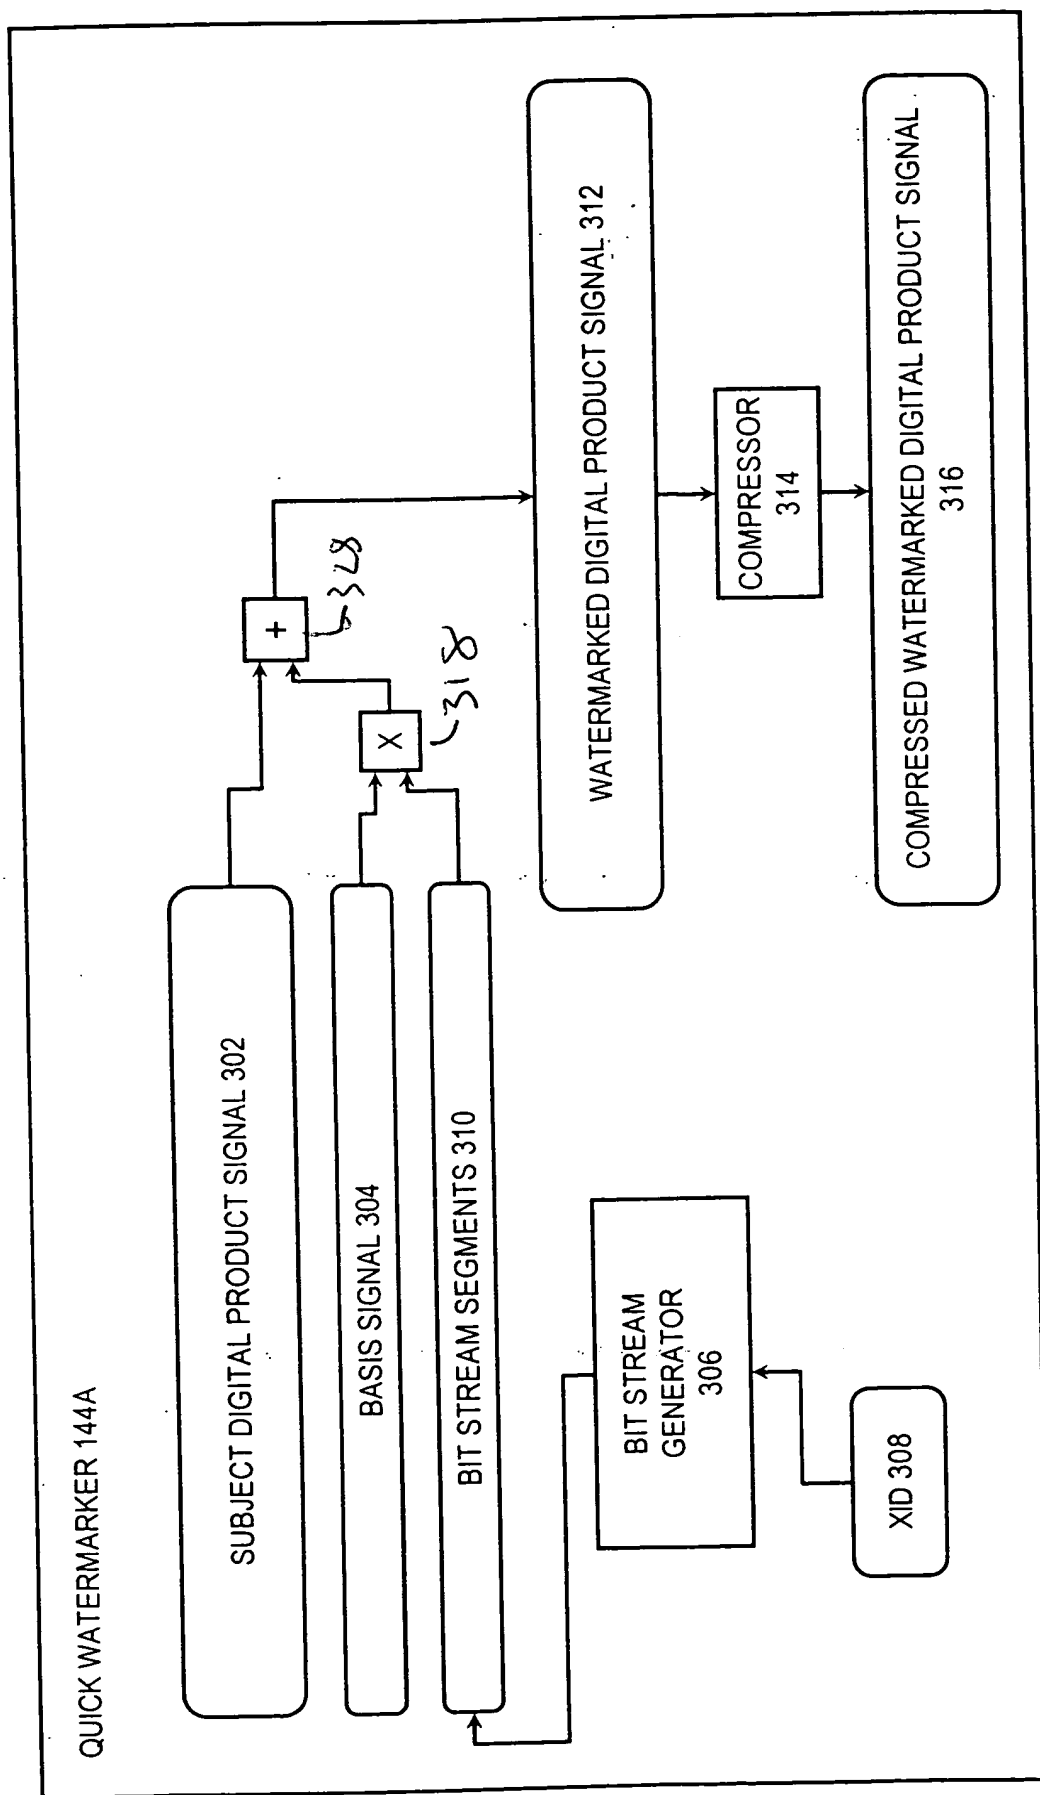 QUICK WATERMARKER 144A
SUBJECT DIGITAL PRODUCT SIGNAL 302
BASIS SIGNAL 304
BIT STREAM SEGMENTS 310
BIT STREAM
GENERATOR
306
XID 308
+
328
X
318
WATERMARKED DIGITAL PRODUCT SIGNAL 312
COMPRESSOR
314
COMPRESSED WATERMARKED DIGITAL PRODUCT SIGNAL
316